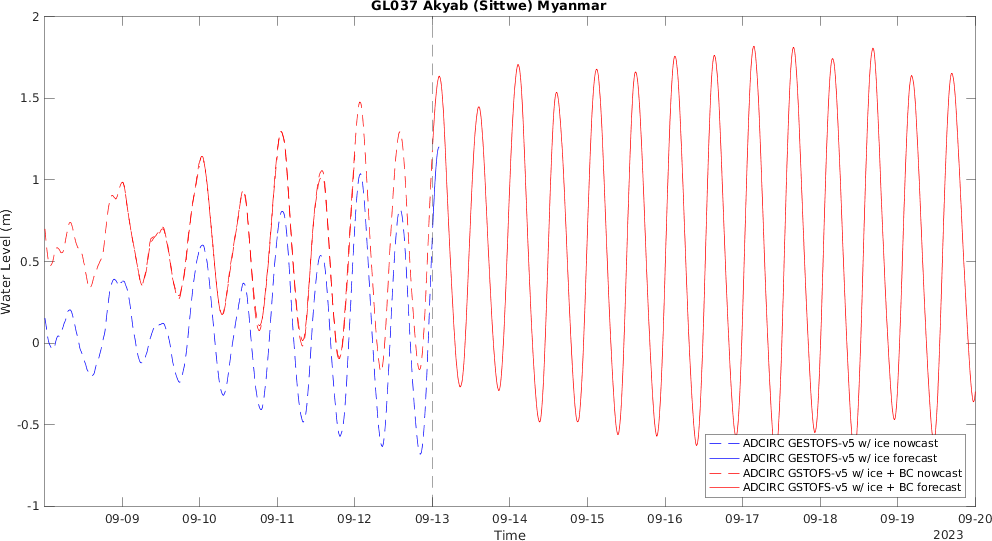 GL037 Akyab (Sittwe) Myanmar
2
1.5
1
0.5
0
-0.5
-1
Water Level (m)
ADCIRC GESTOFS-v5 w/ ice nowcast
ADCIRC GESTOFS-v5 w/ ice forecast
ADCIRC GSTOFS-v5 w/ ice + BC nowcast
ADCIRC GSTOFS-v5 w/ ice + BC forecast
09-09 09-10 09-11 09-12 09-13 09-14 09-15 09-16 09-17 09-18 09-19 09-20
Time
2023